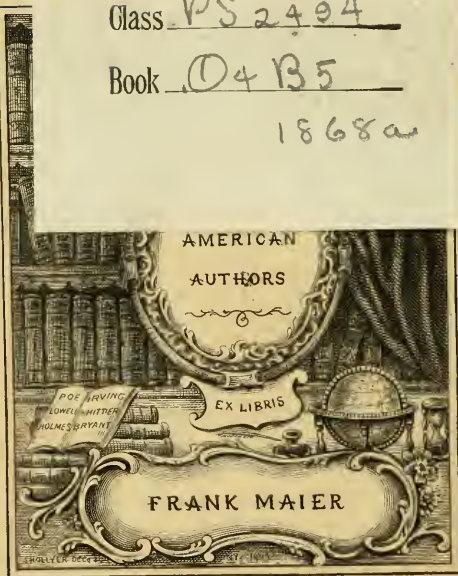 Class PS 2494
Book .O4 B5
1868a
AMERICAN
AUTHORS
EX LIBRIS
POE IRVING
LOWELL WHITTIER
HOLMES BRYANT
FRANK MAIER